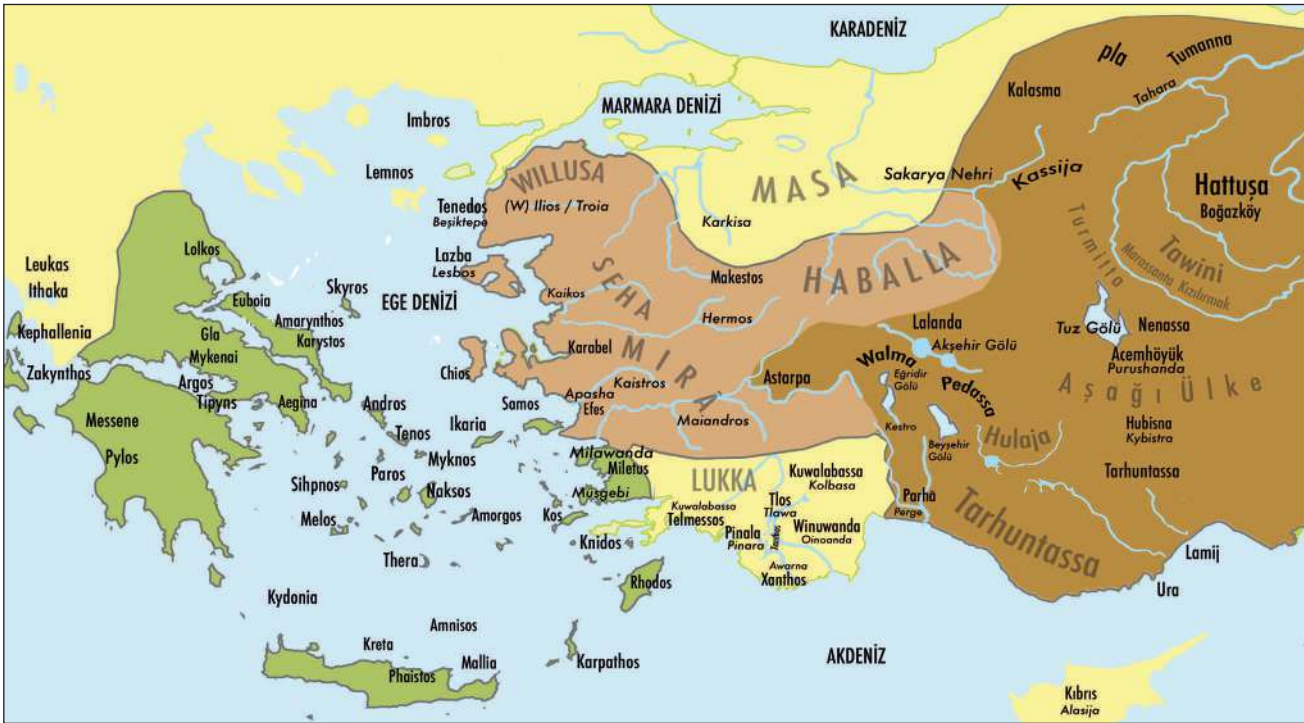 KARADENİZ
pla
Tumanna
Kalasma
Tahara
MARMARA DENİZİ
Imbros
Lemnos
WILLUSA
MASA
Sakarya Nehri
Kassija
Hattuşa
Boğazköy
Tenedos
Beşiktepe
(W) Ilios / Troia
Karkisa
Turmitta
Tawini
Marassanta Kızılırmak
Lolkos
Lazba
Lesbos
Leukas
Ithaka
SEHA
Makestos
HABALLA
Skyros
EGE DENİZİ
Kaikos
Euboia
Amarynthos
Karystos
Hermos
Lalanda
Akşehir Gölü
Tuz Gölü
Nenassa
Kephallenia
Gla
Mykenai
Karabel
MIRA
Walma
Eğridir
Gölü
Acemhöyük
Purushanda
Zakynthos
Argos
Tipyns
Chios
Kaistros
Astarpa
Pedassa
Aşağı Ülke
Aegina
Andros
Apasha
Efes
Messene
Samos
Ikaria
Maiandros
Kestro
Beyşehir
Gölü
Hulaja
Hubisna
Kybistra
Tenos
Myknos
Pylos
Milawanda
Miletus
LUKKA
Kuwalabassa
Kolbasa
Tarhuntassa
Paros
Naksos
Sihpnos
Müsgebi
Kuwalabassa
Telmessos
Tlos
Tlawa
Parha
Perge
Tarhuntassa
Melos
Amorgos
Kos
Knidos
Pinala
Pinara
Xanthos
Winuwanda
Oinoanda
Lamij
Thera
Awarna
Xanthos
Rhodos
Ura
Kydonia
Amnisos
Kreta
Mallia
Phaistos
Karpathos
AKDENİZ
Kıbrıs
Alasija